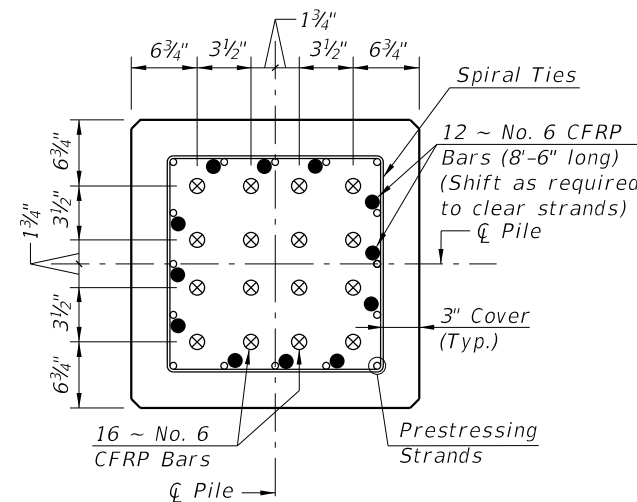 1¾"
6¾" 3½" 3½" 6¾"
Spiral Ties
12 ~ No. 6 CFRP
Bars (8'-6" long)
(Shift as required
to clear strands)
℄ Pile
6¾"
3½"
1¾"
3½"
6¾"
3" Cover
(Typ.)
16 ~ No. 6
CFRP Bars
Prestressing
Strands
℄ Pile